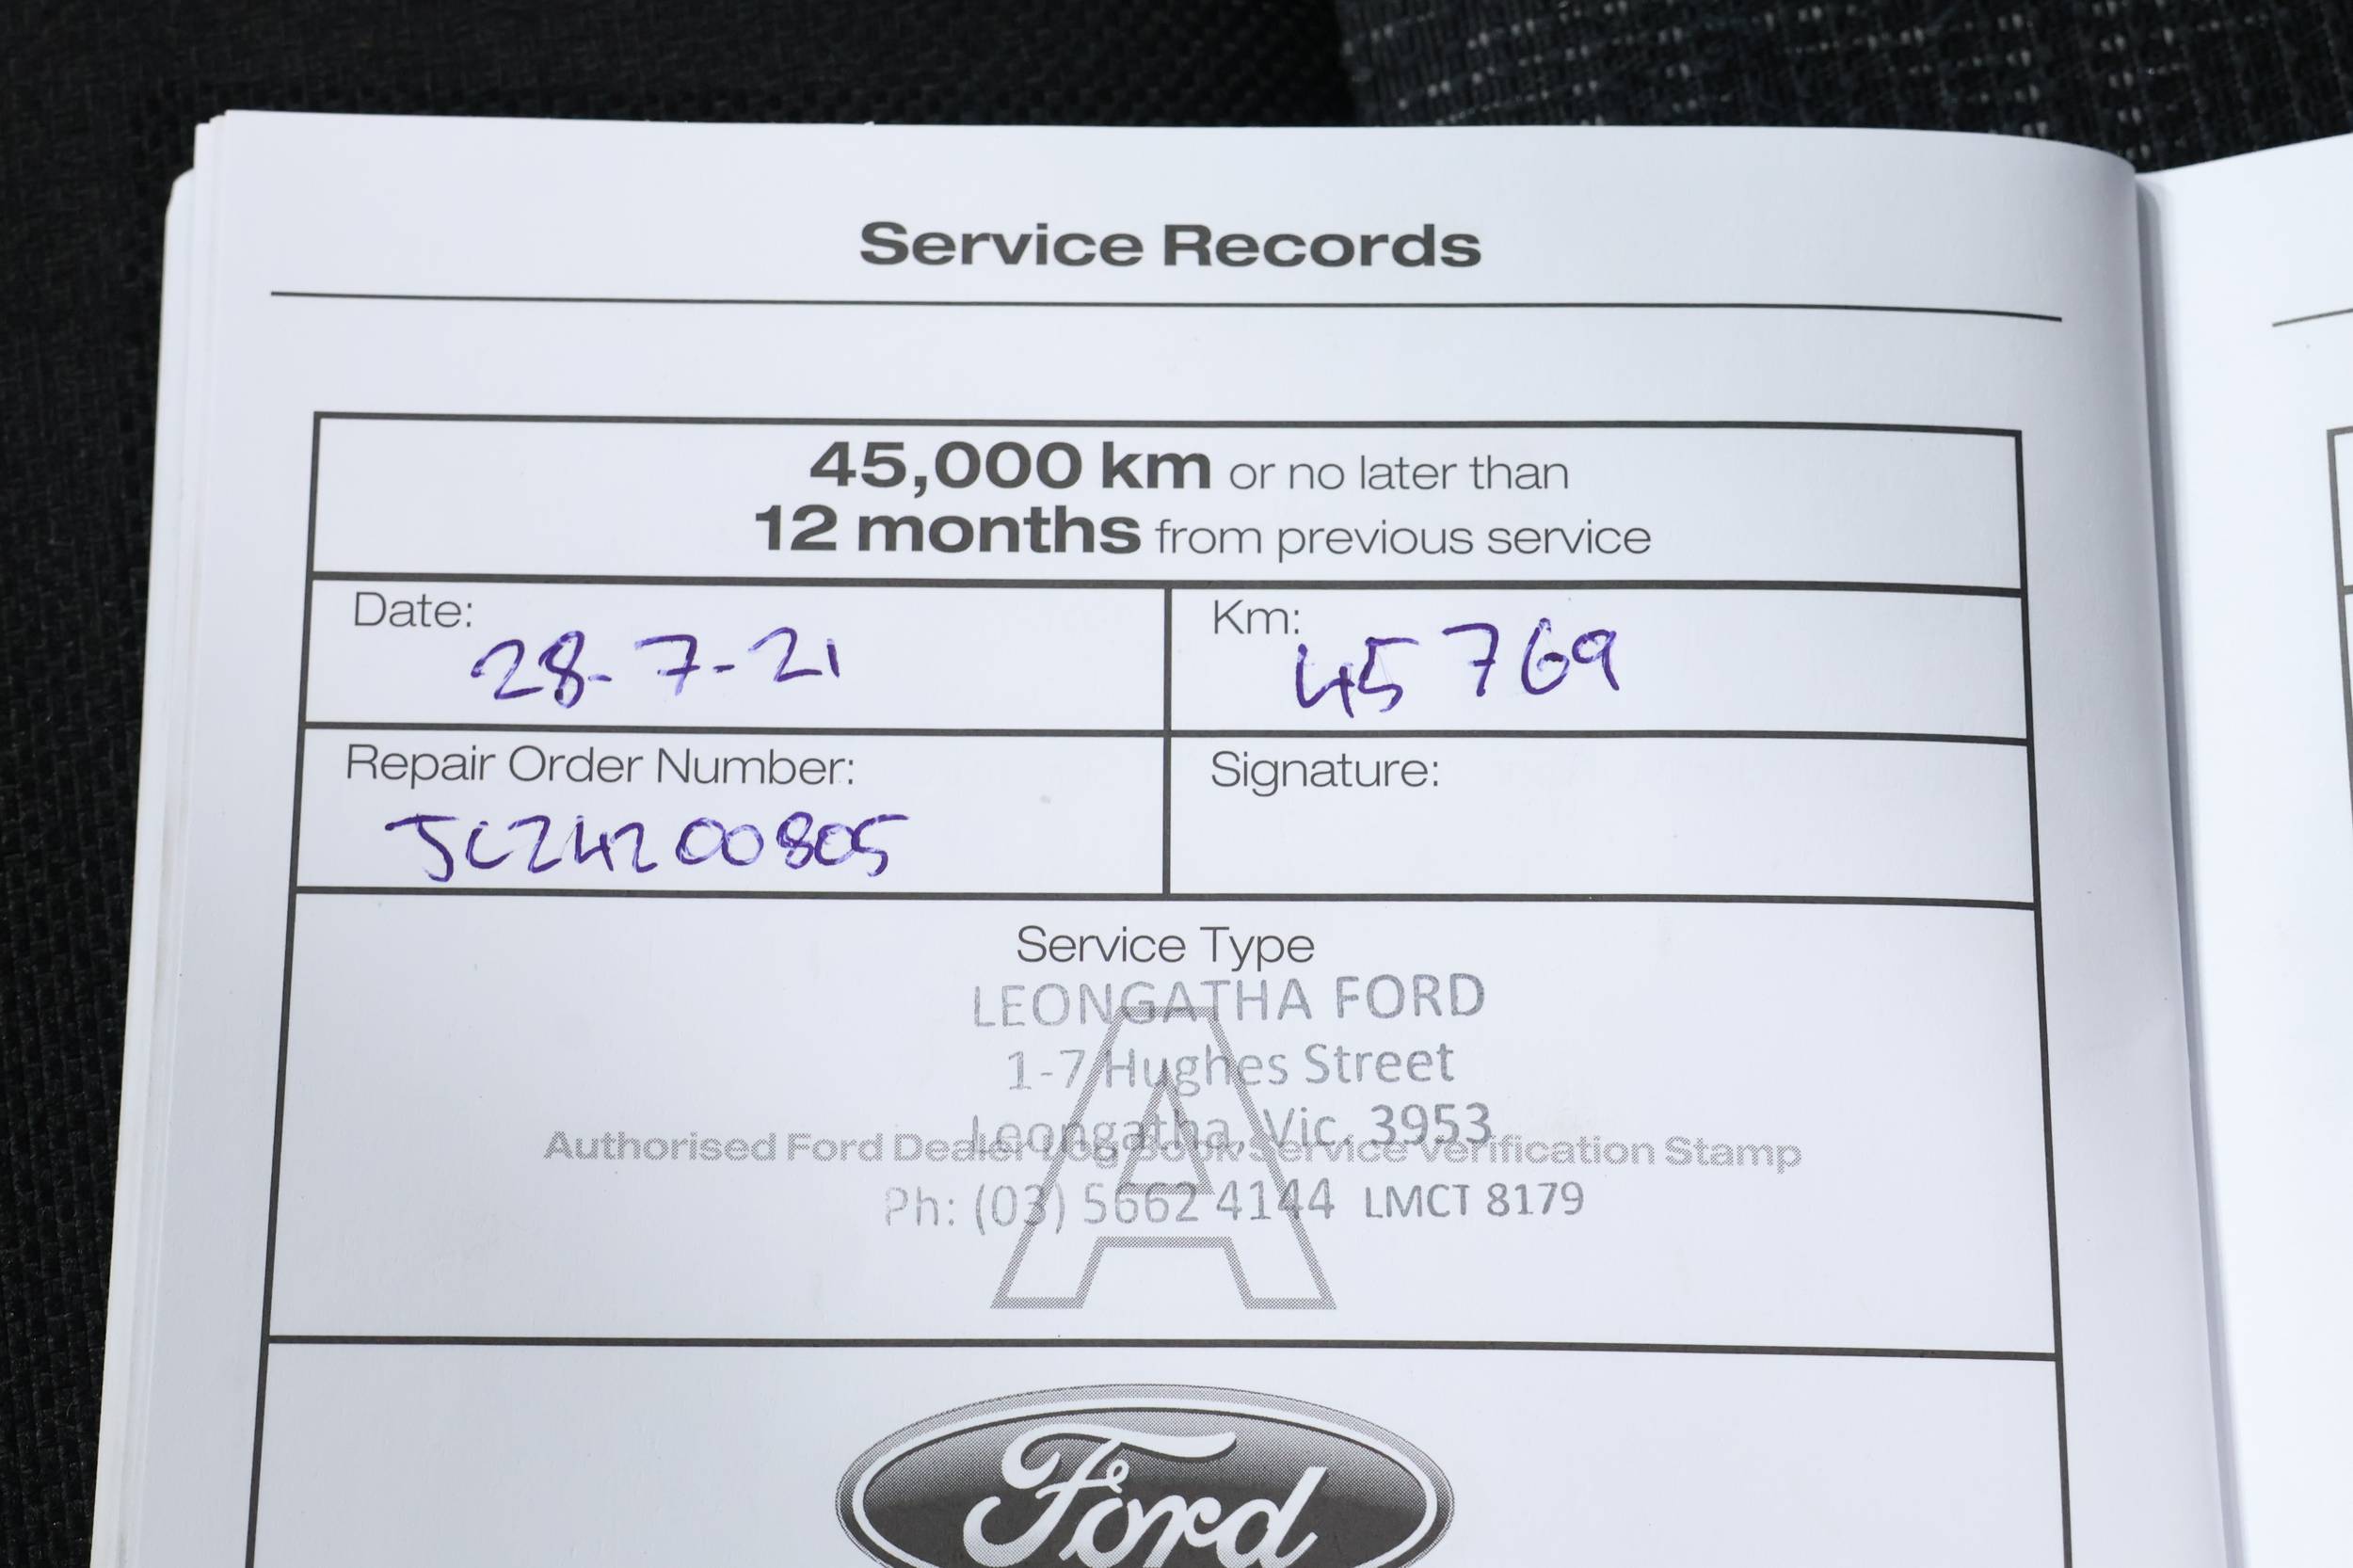 Service Records
45,000 km or no later than
12 months from previous service
Date:
28-7-21
Km:
45769
Repair Order Number:
JC24200805
Signature:
Service Type
LEONGATHA FORD
1-7 Hughes Street
Leongatha, Vic. 3953
Authorised Ford Dealer Log Book Service Verification Stamp
Ph: (03) 5662 4144 LMCT 8179
A
Ford